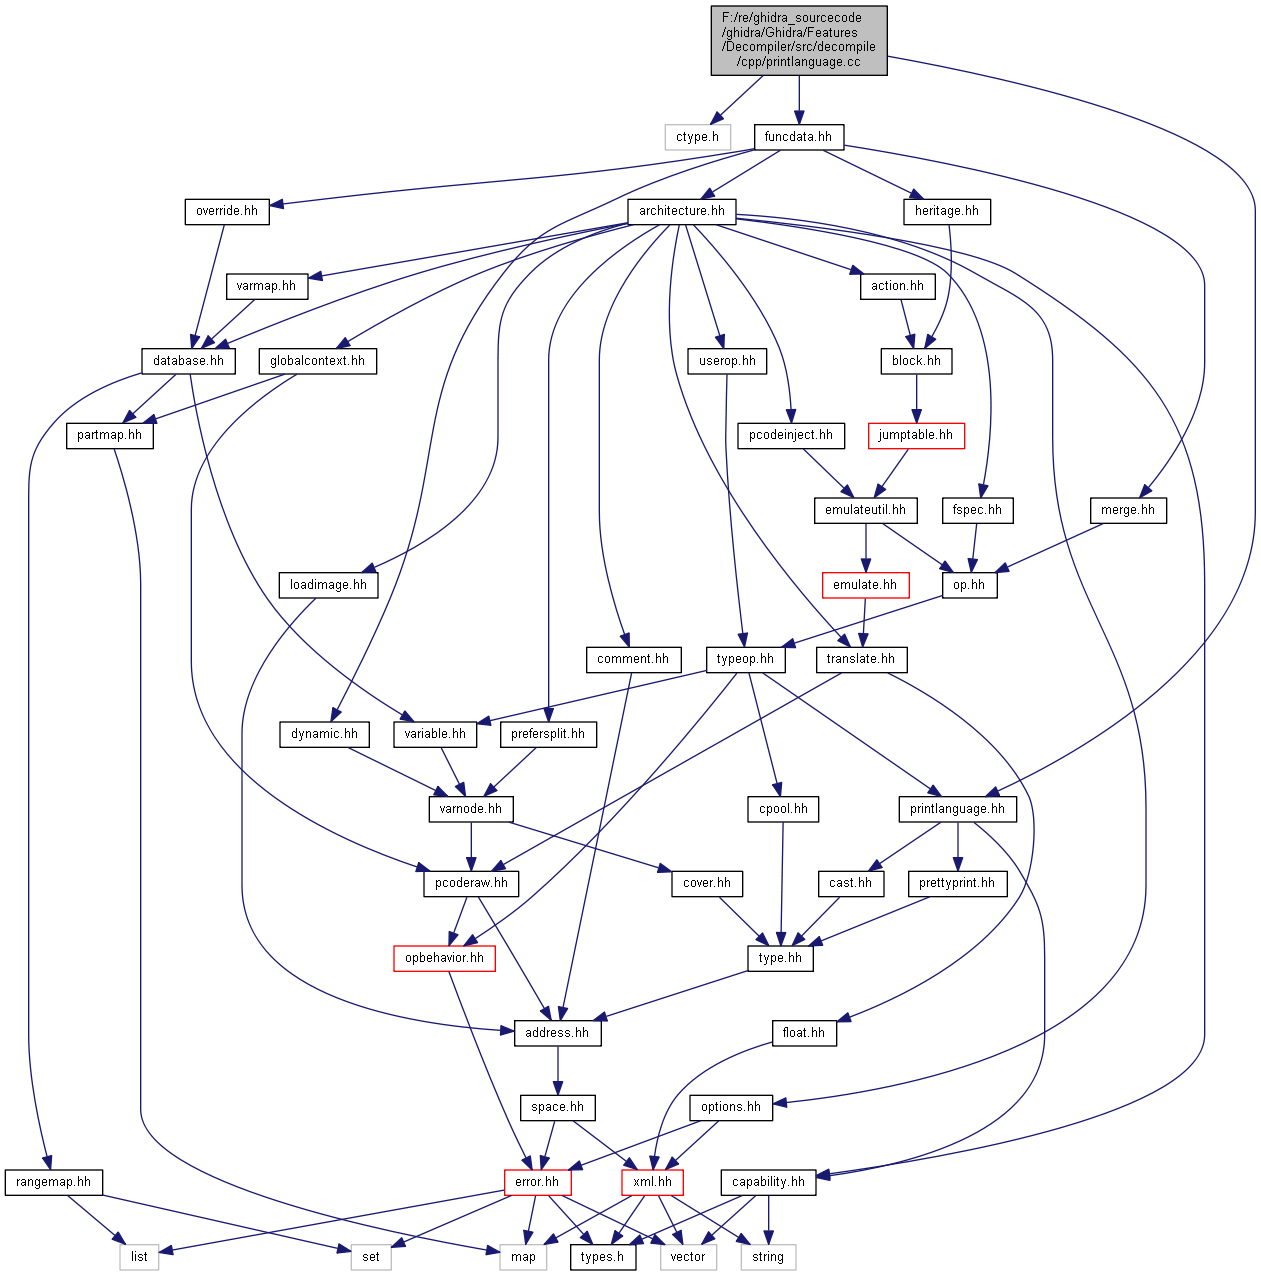 F:/re/ghidra_sourcecode
/ghidra/Ghidra/Features
/Decompiler/src/decompile
/cpp/printlanguage.cc
ctype.h
funcdata.hh
override.hh
architecture.hh
heritage.hh
varmap.hh
action.hh
database.hh
globalcontext.hh
userop.hh
block.hh
partmap.hh
pcodeinject.hh
jumptable.hh
emulateutil.hh
fspec.hh
merge.hh
loadimage.hh
emulate.hh
op.hh
comment.hh
typeop.hh
translate.hh
dynamic.hh
variable.hh
prefersplit.hh
varnode.hh
cpool.hh
printlanguage.hh
pcoderaw.hh
cover.hh
cast.hh
prettyprint.hh
opbehavior.hh
type.hh
address.hh
float.hh
space.hh
options.hh
rangemap.hh
error.hh
xml.hh
capability.hh
list
set
map
types.h
vector
string